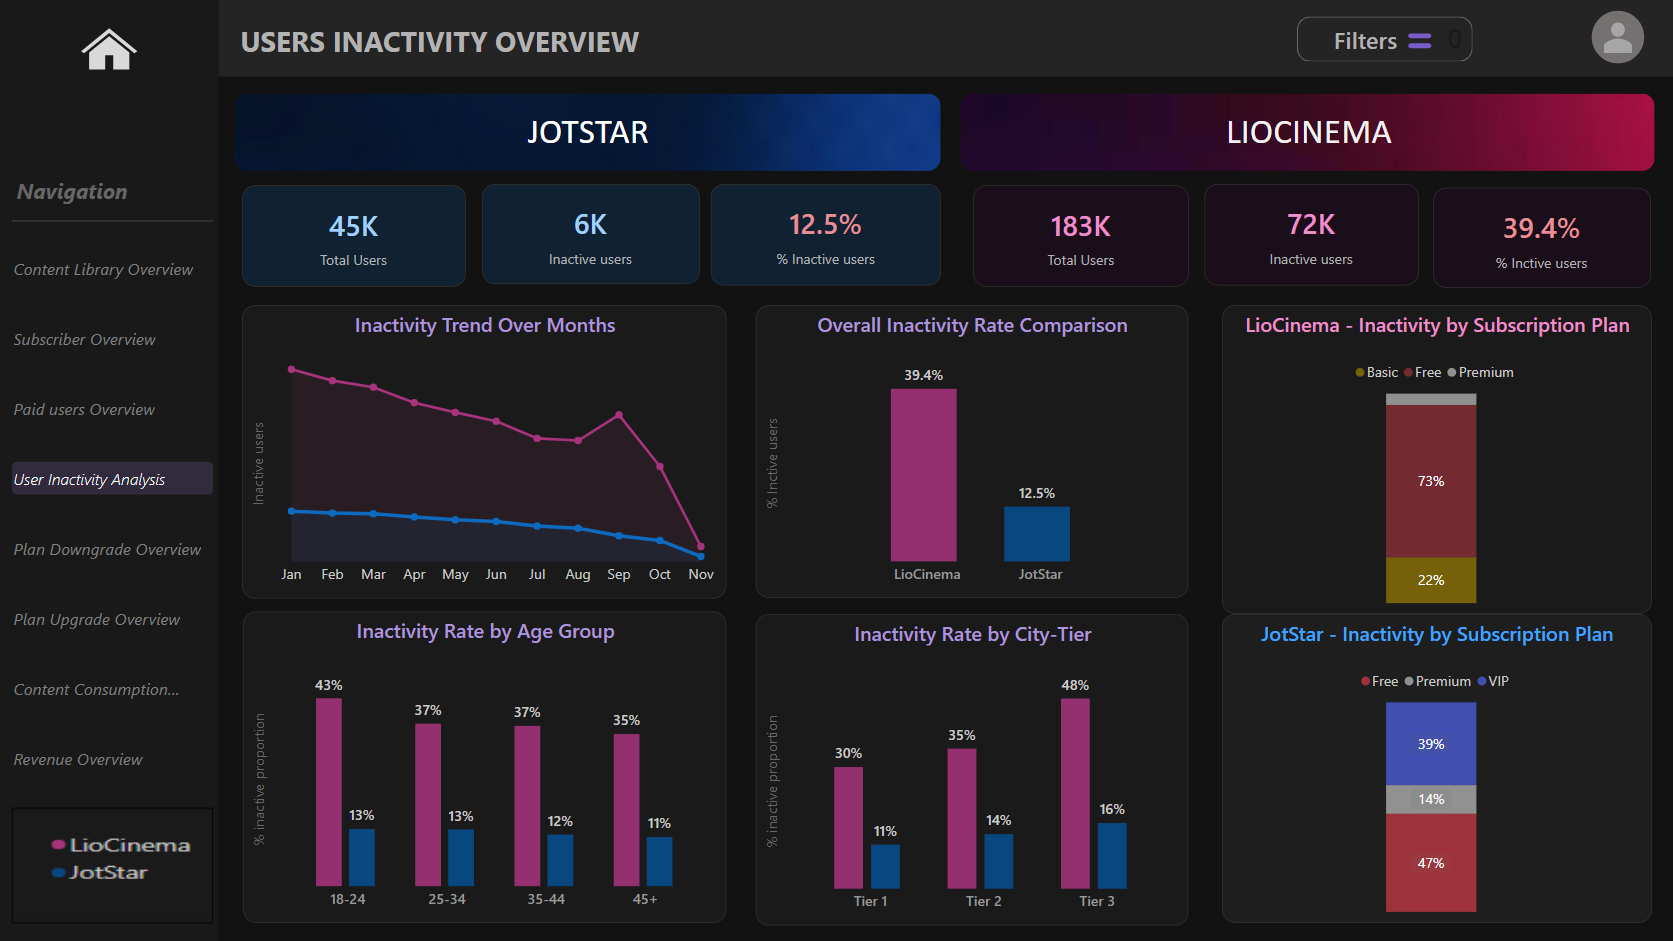 USERS INACTIVITY OVERVIEW
Filters
0
Navigation
Content Library Overview
Subscriber Overview
Paid users Overview
User Inactivity Analysis
Plan Downgrade Overview
Plan Upgrade Overview
Content Consumption...
Revenue Overview
LioCinema
JotStar
JOTSTAR
LIOCINEMA
45K
Total Users
6K
Inactive users
12.5%
% Inactive users
183K
Total Users
72K
Inactive users
39.4%
% Inctive users
Inactivity Trend Over Months
Inactive users
Jan Feb Mar Apr May Jun Jul Aug Sep Oct Nov
Overall Inactivity Rate Comparison
% Inctive users
39.4%
12.5%
LioCinema JotStar
LioCinema - Inactivity by Subscription Plan
Basic Free Premium
73%
22%
Inactivity Rate by Age Group
% inactive proportion
43% 13% 37% 13% 37% 12% 35% 11%
18-24 25-34 35-44 45+
Inactivity Rate by City-Tier
% inactive proportion
30% 11% 35% 14% 48% 16%
Tier 1 Tier 2 Tier 3
JotStar - Inactivity by Subscription Plan
Free Premium VIP
39%
14%
47%